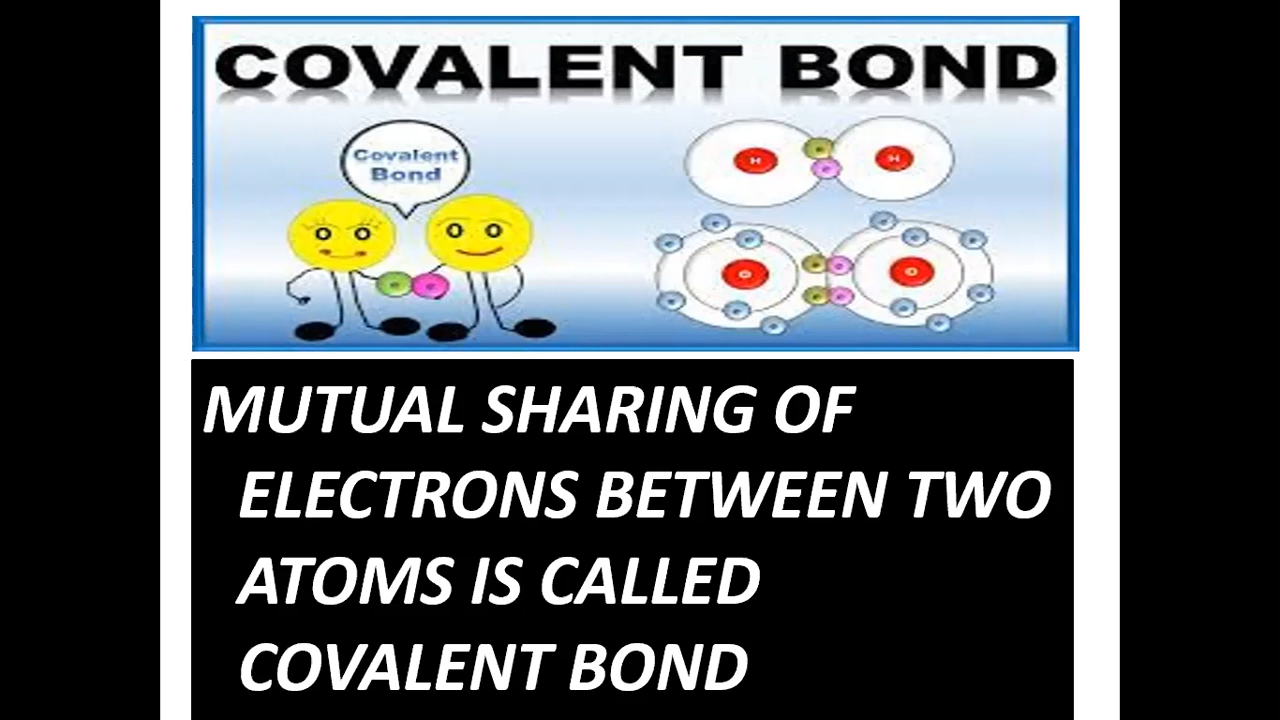 COVALENT BOND
Covalent
Bond
H H
O O
MUTUAL SHARING OF
ELECTRONS BETWEEN TWO
ATOMS IS CALLED
COVALENT BOND